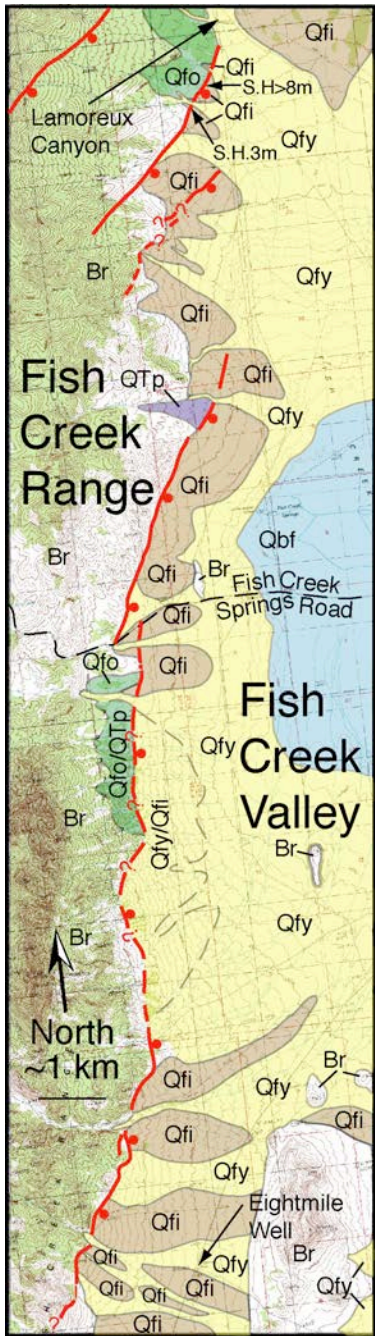 Qfi
Qfo
Qfi
S.H>8m
Qfi
Lamoreux
Canyon
S.H.3m
Qfy
Qfi
?
?
?
Br
Qfy
Qfi
QTp
Qfi
Fish
Creek
Range
Qfy
Qfi
Qbf
Br
Br
Qfi
Fish Creek
Springs Road
Qfi
Qfo
Qfi
Fish
Creek
Valley
Qfo/QTp
Qfy
?
?
Qfy/Qfi
Br
Br
?
Qfy
Br
?
North
~1 km
Qfi
Qfy
Br
Qfi
Qfi
Qfy
Eightmile
Well
Qfi
Br
Qfi
Qfy
Qfi
Qfi
Qfy
?
Qfi